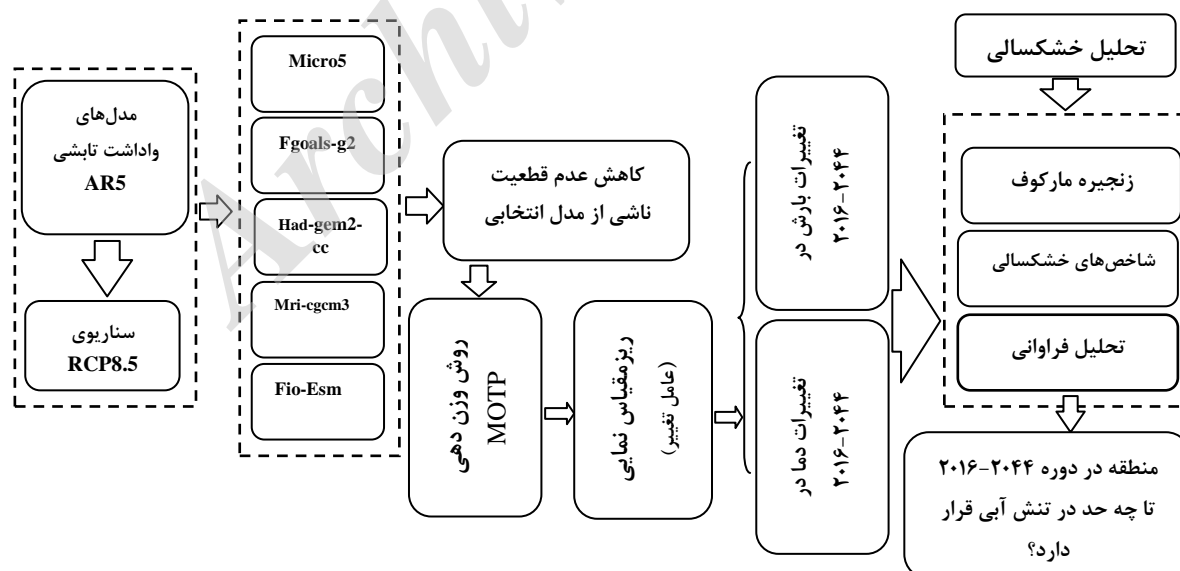 مدل‌های
واداشت تابشی
AR5
سناریوی
RCP8.5
Micro5
Fgoals-g2
Had-gem2-
cc
Mri-cgcm3
Fio-Esm
کاهش عدم قطعیت
ناشی از مدل انتخابی
روش وزن دهی
MOTP
ریزمقیاس نمایی
(عامل تغییر)
تغییرات بارش در
۲۰۱۶-۲۰۴۴
تغییرات دما در
۲۰۱۶-۲۰۴۴
تحلیل خشکسالی
زنجیره مارکوف
شاخص‌های خشکسالی
تحلیل فراوانی
منطقه در دوره ۲۰۴۴-۲۰۱۶
تا چه حد در تنش آبی قرار
دارد؟